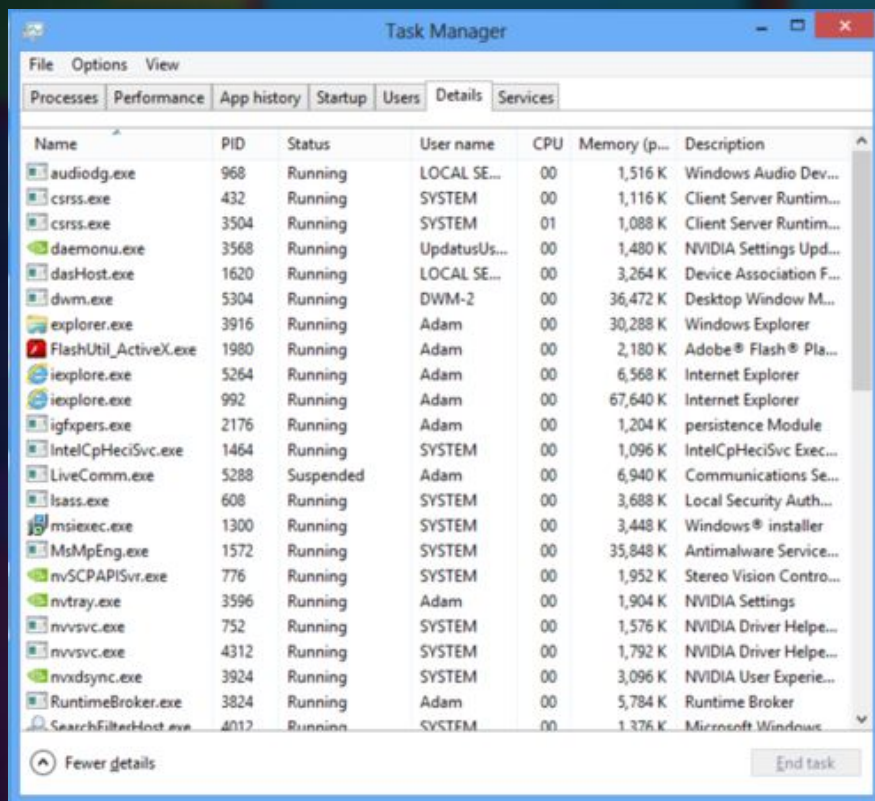 Task Manager
File Options View
Processes Performance App history Startup Users Details Services
Name PID Status User name CPU Memory (p... Description
audiodg.exe 968 Running LOCAL SE... 00 1,516 K Windows Audio Dev...
csrss.exe 432 Running SYSTEM 00 1,116 K Client Server Runtim...
csrss.exe 3504 Running SYSTEM 01 1,088 K Client Server Runtim...
daemonu.exe 3568 Running UpdatusUs... 00 1,480 K NVIDIA Settings Upd...
dasHost.exe 1620 Running LOCAL SE... 00 3,264 K Device Association F...
dwm.exe 5304 Running DWM-2 00 36,472 K Desktop Window M...
explorer.exe 3916 Running Adam 00 30,288 K Windows Explorer
FlashUtil_ActiveX.exe 1980 Running Adam 00 2,180 K Adobe® Flash® Pla...
iexplore.exe 5264 Running Adam 00 6,568 K Internet Explorer
iexplore.exe 992 Running Adam 00 67,640 K Internet Explorer
igfxpers.exe 2176 Running Adam 00 1,204 K persistence Module
IntelCpHeciSvc.exe 1464 Running SYSTEM 00 1,096 K IntelCpHeciSvc Exec...
LiveComm.exe 5288 Suspended Adam 00 6,940 K Communications Se...
lsass.exe 608 Running SYSTEM 00 3,688 K Local Security Auth...
msiexec.exe 1300 Running SYSTEM 00 3,448 K Windows® installer
MsMpEng.exe 1572 Running SYSTEM 00 35,848 K Antimalware Service...
nvSCPAPISvr.exe 776 Running SYSTEM 00 1,952 K Stereo Vision Contro...
nvtray.exe 3596 Running Adam 00 1,904 K NVIDIA Settings
nvvsvc.exe 752 Running SYSTEM 00 1,576 K NVIDIA Driver Helpe...
nvvsvc.exe 4312 Running SYSTEM 00 1,792 K NVIDIA Driver Helpe...
nvxdsync.exe 3924 Running SYSTEM 00 3,096 K NVIDIA User Experie...
RuntimeBroker.exe 3824 Running Adam 00 5,784 K Runtime Broker
SearchFilterHost.exe 4012 Running SYSTEM 00 1,376 K Microsoft Windows
Fewer details End task